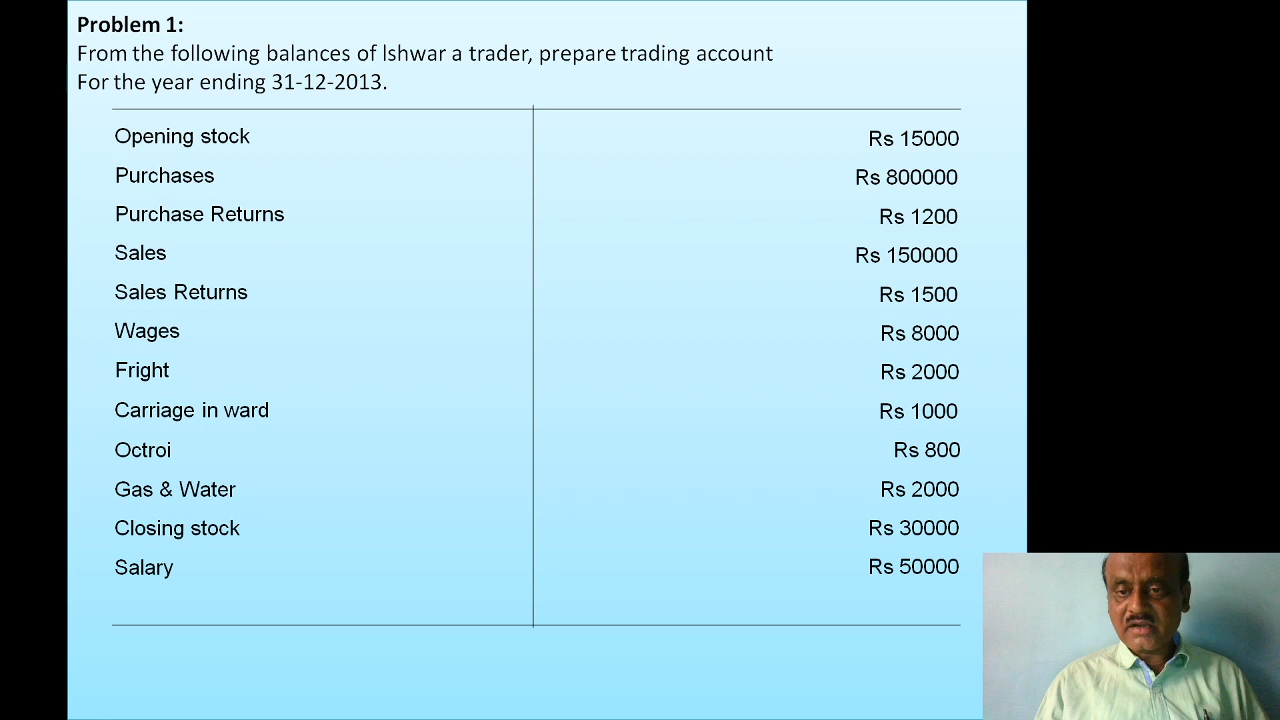 Problem 1:
From the following balances of lshwar a trader, prepare trading account
For the year ending 31-12-2013.
Opening stock Rs 15000
Purchases Rs 800000
Purchase Returns Rs 1200
Sales Rs 150000
Sales Returns Rs 1500
Wages Rs 8000
Fright Rs 2000
Carriage in ward Rs 1000
Octroi Rs 800
Gas & Water Rs 2000
Closing stock Rs 30000
Salary Rs 50000